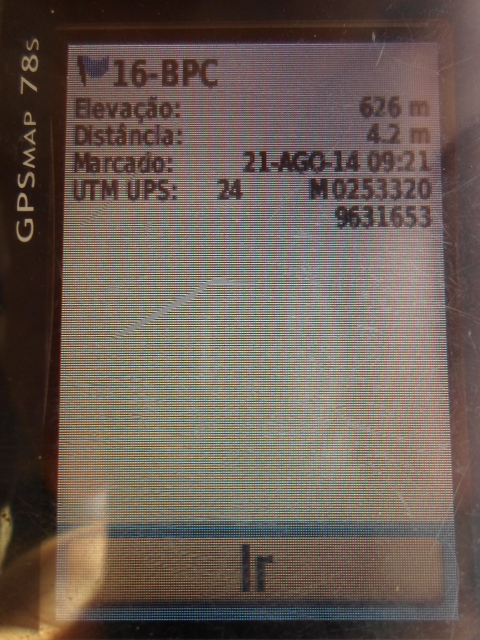 GPSMAP 78s
16-BPC
Elevação: 626 m
Distância: 4.2 m
Marcado: 21-AGO-14 09:21
UTM UPS: 24 M0253320
9631653
Ir